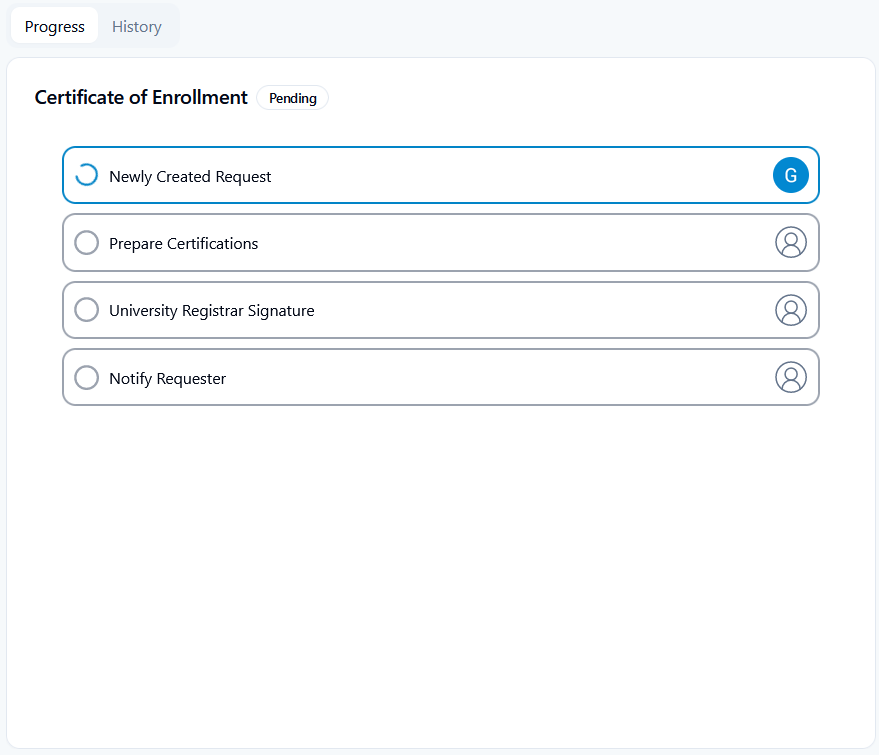 Progress History
Certificate of Enrollment Pending
Newly Created Request G
Prepare Certifications
University Registrar Signature
Notify Requester